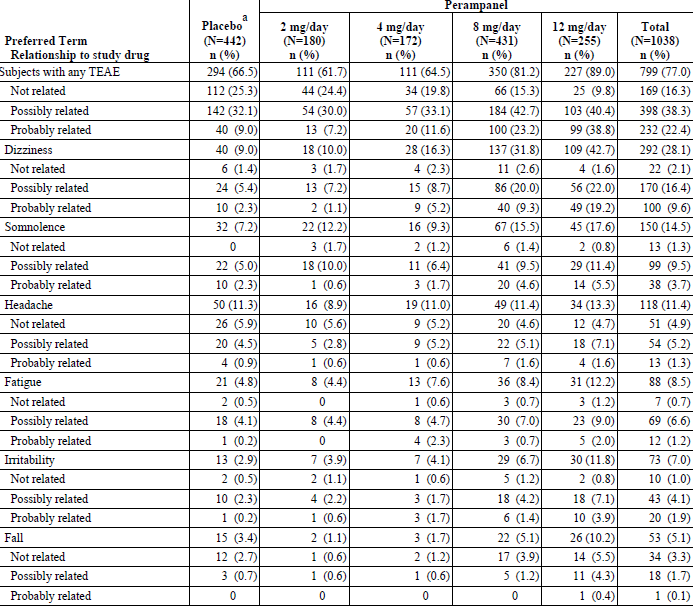 Perampanel
Preferred Term Relationship to study drug Placebo a (N=442) n (%) 2 mg/day (N=180) n (%) 4 mg/day (N=172) n (%) 8 mg/day (N=431) n (%) 12 mg/day (N=255) n (%) Total (N=1038) n (%)
Subjects with any TEAE 294 (66.5) 111 (61.7) 111 (64.5) 350 (81.2) 227 (89.0) 799 (77.0)
Not related 112 (25.3) 44 (24.4) 34 (19.8) 66 (15.3) 25 (9.8) 169 (16.3)
Possibly related 142 (32.1) 54 (30.0) 57 (33.1) 184 (42.7) 103 (40.4) 398 (38.3)
Probably related 40 (9.0) 13 (7.2) 20 (11.6) 100 (23.2) 99 (38.8) 232 (22.4)
Dizziness 40 (9.0) 18 (10.0) 28 (16.3) 137 (31.8) 109 (42.7) 292 (28.1)
Not related 6 (1.4) 3 (1.7) 4 (2.3) 11 (2.6) 4 (1.6) 22 (2.1)
Possibly related 24 (5.4) 13 (7.2) 15 (8.7) 86 (20.0) 56 (22.0) 170 (16.4)
Probably related 10 (2.3) 2 (1.1) 9 (5.2) 40 (9.3) 49 (19.2) 100 (9.6)
Somnolence 32 (7.2) 22 (12.2) 16 (9.3) 67 (15.5) 45 (17.6) 150 (14.5)
Not related 0 3 (1.7) 2 (1.2) 6 (1.4) 2 (0.8) 13 (1.3)
Possibly related 22 (5.0) 18 (10.0) 11 (6.4) 41 (9.5) 29 (11.4) 99 (9.5)
Probably related 10 (2.3) 1 (0.6) 3 (1.7) 20 (4.6) 14 (5.5) 38 (3.7)
Headache 50 (11.3) 16 (8.9) 19 (11.0) 49 (11.4) 34 (13.3) 118 (11.4)
Not related 26 (5.9) 10 (5.6) 9 (5.2) 20 (4.6) 12 (4.7) 51 (4.9)
Possibly related 20 (4.5) 5 (2.8) 9 (5.2) 22 (5.1) 18 (7.1) 54 (5.2)
Probably related 4 (0.9) 1 (0.6) 1 (0.6) 7 (1.6) 4 (1.6) 13 (1.3)
Fatigue 21 (4.8) 8 (4.4) 13 (7.6) 36 (8.4) 31 (12.2) 88 (8.5)
Not related 2 (0.5) 0 1 (0.6) 3 (0.7) 3 (1.2) 7 (0.7)
Possibly related 18 (4.1) 8 (4.4) 8 (4.7) 30 (7.0) 23 (9.0) 69 (6.6)
Probably related 1 (0.2) 0 4 (2.3) 3 (0.7) 5 (2.0) 12 (1.2)
Irritability 13 (2.9) 7 (3.9) 7 (4.1) 29 (6.7) 30 (11.8) 73 (7.0)
Not related 2 (0.5) 2 (1.1) 1 (0.6) 5 (1.2) 2 (0.8) 10 (1.0)
Possibly related 10 (2.3) 4 (2.2) 3 (1.7) 18 (4.2) 18 (7.1) 43 (4.1)
Probably related 1 (0.2) 1 (0.6) 3 (1.7) 6 (1.4) 10 (3.9) 20 (1.9)
Fall 15 (3.4) 2 (1.1) 3 (1.7) 22 (5.1) 26 (10.2) 53 (5.1)
Not related 12 (2.7) 1 (0.6) 2 (1.2) 17 (3.9) 14 (5.5) 34 (3.3)
Possibly related 3 (0.7) 1 (0.6) 1 (0.6) 5 (1.2) 11 (4.3) 18 (1.7)
Probably related 0 0 0 0 1 (0.4) 1 (0.1)